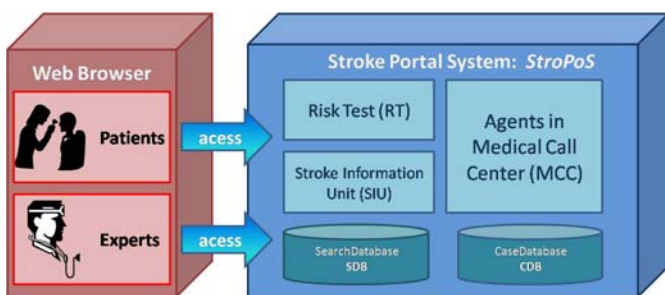 Web Browser
Patients
Experts
acess
acess
Stroke Portal System: StroPoS
Risk Test (RT)
Stroke Information
Unit (SIU)
Agents in
Medical Call
Center (MCC)
SearchDatabase
SDB
CaseDatabase
CDB